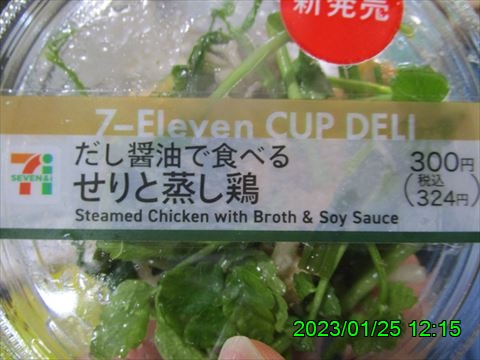 新発売
7-Eleven CUP DELI
7
SEVEN&i
だし醤油で食べる
せりと蒸し鶏
Steamed Chicken with Broth & Soy Sauce
300円
(税込
324円)
2023/01/25 12:15